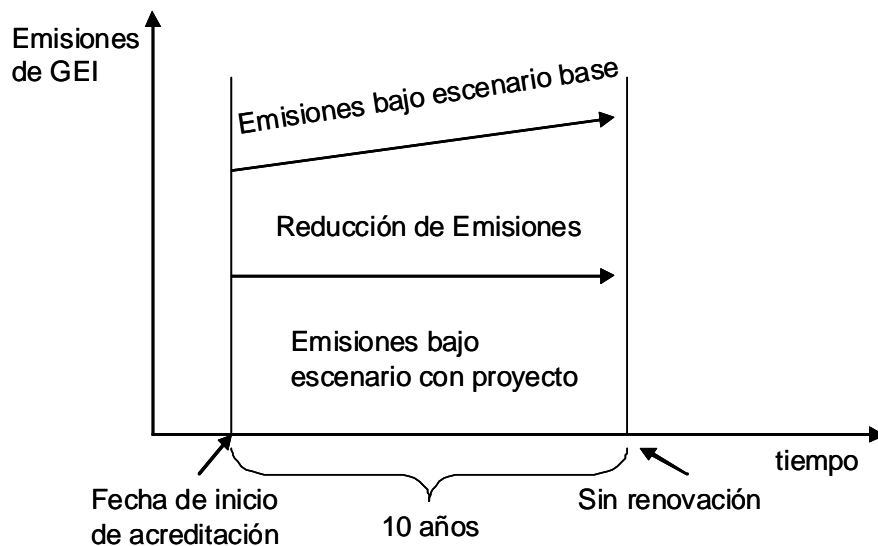 Emisiones
de GEI
Emisiones bajo escenario base
Reducción de Emisiones
Emisiones bajo
escenario con proyecto
tiempo
Fecha de inicio
de acreditación
10 años
Sin renovación